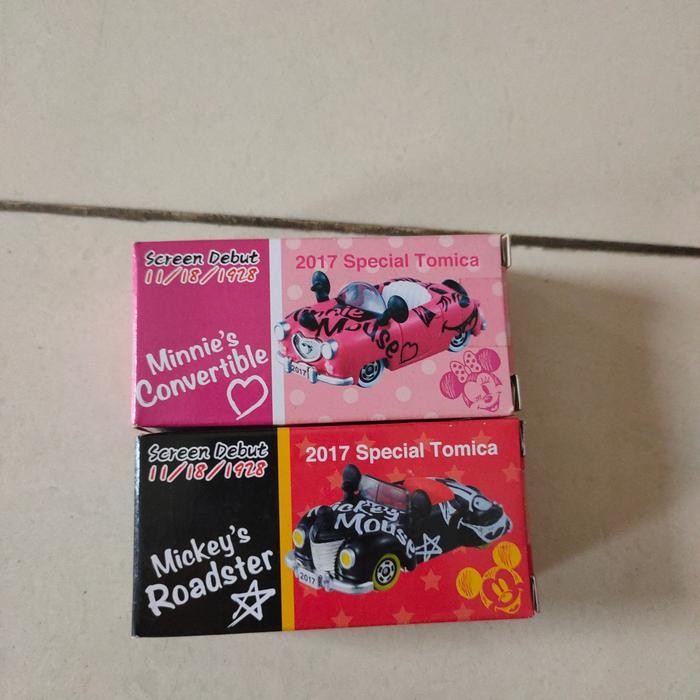 Screen Debut
11/18/1928
Minnie's
Convertible
2017 Special Tomica
Minnie
Mouse
2017
Screen Debut
11/18/1928
Mickey's
Roadster
2017 Special Tomica
Mickey
Mouse
2017